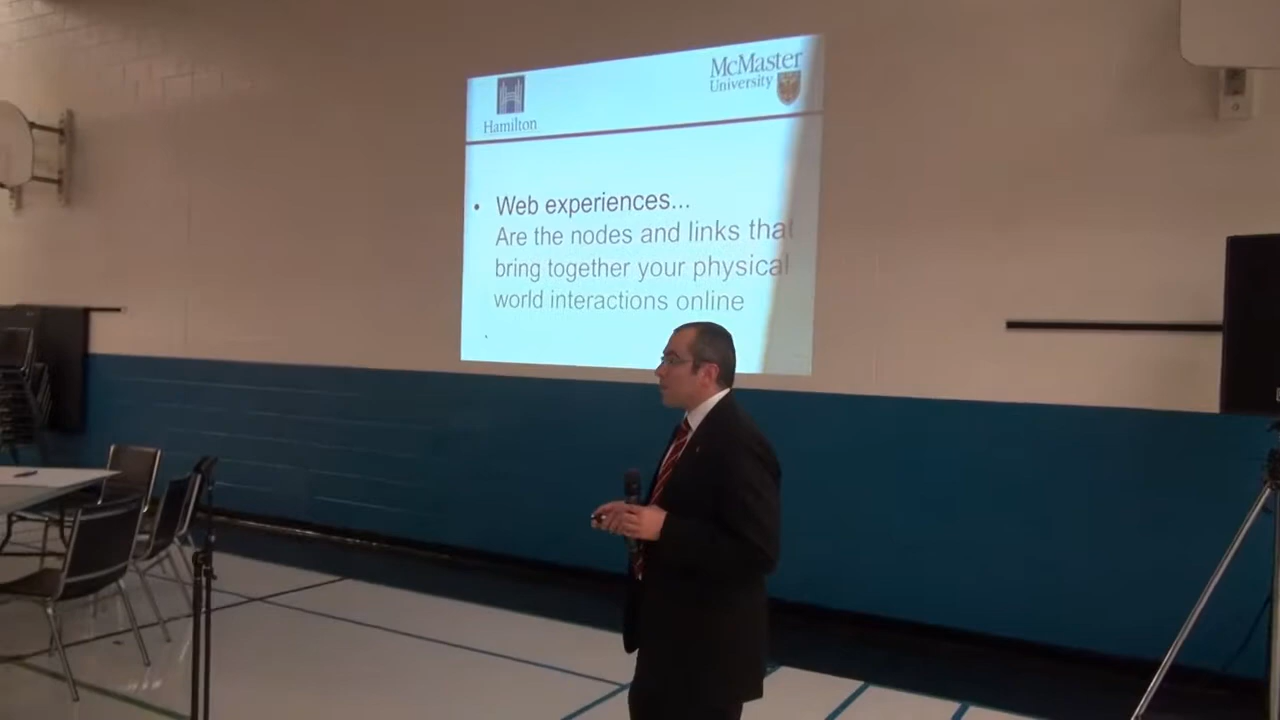 Hamilton
McMaster
University
• Web experiences...
Are the nodes and links that
bring together your physical
world interactions online